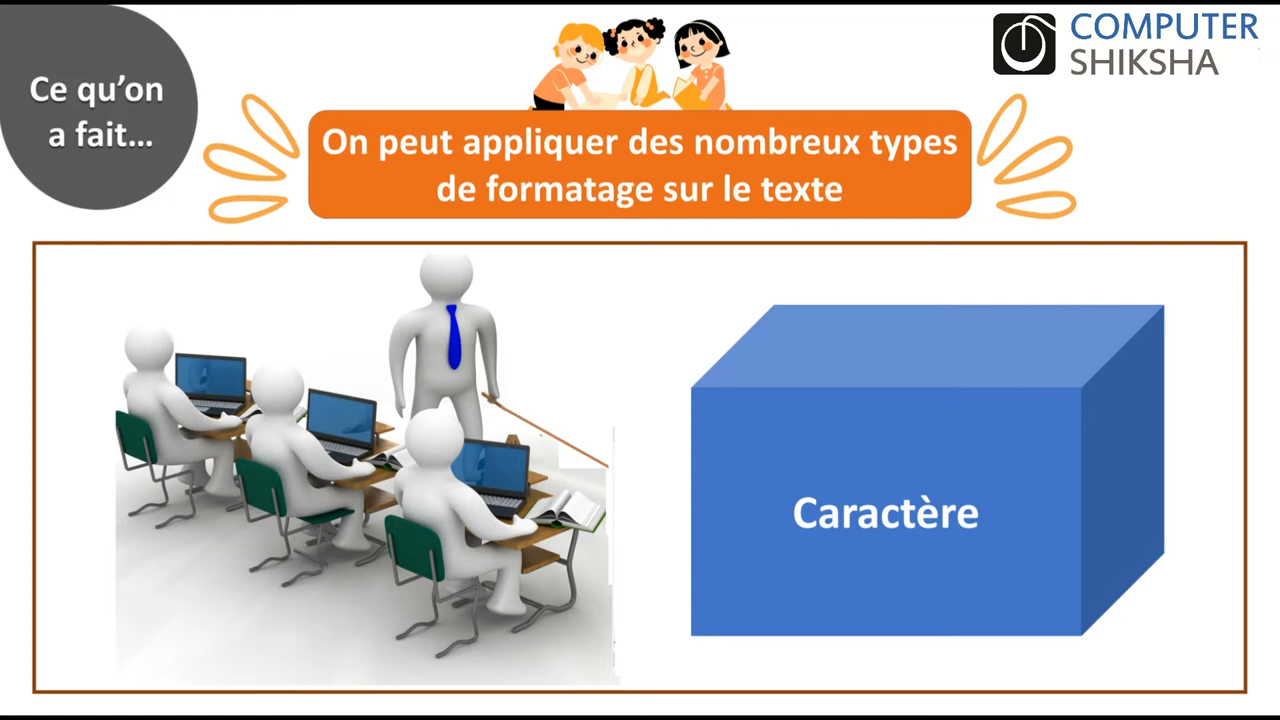 Ce qu’on
a fait...
COMPUTER
SHIKSHA
On peut appliquer des nombreux types
de formatage sur le texte
Caractère